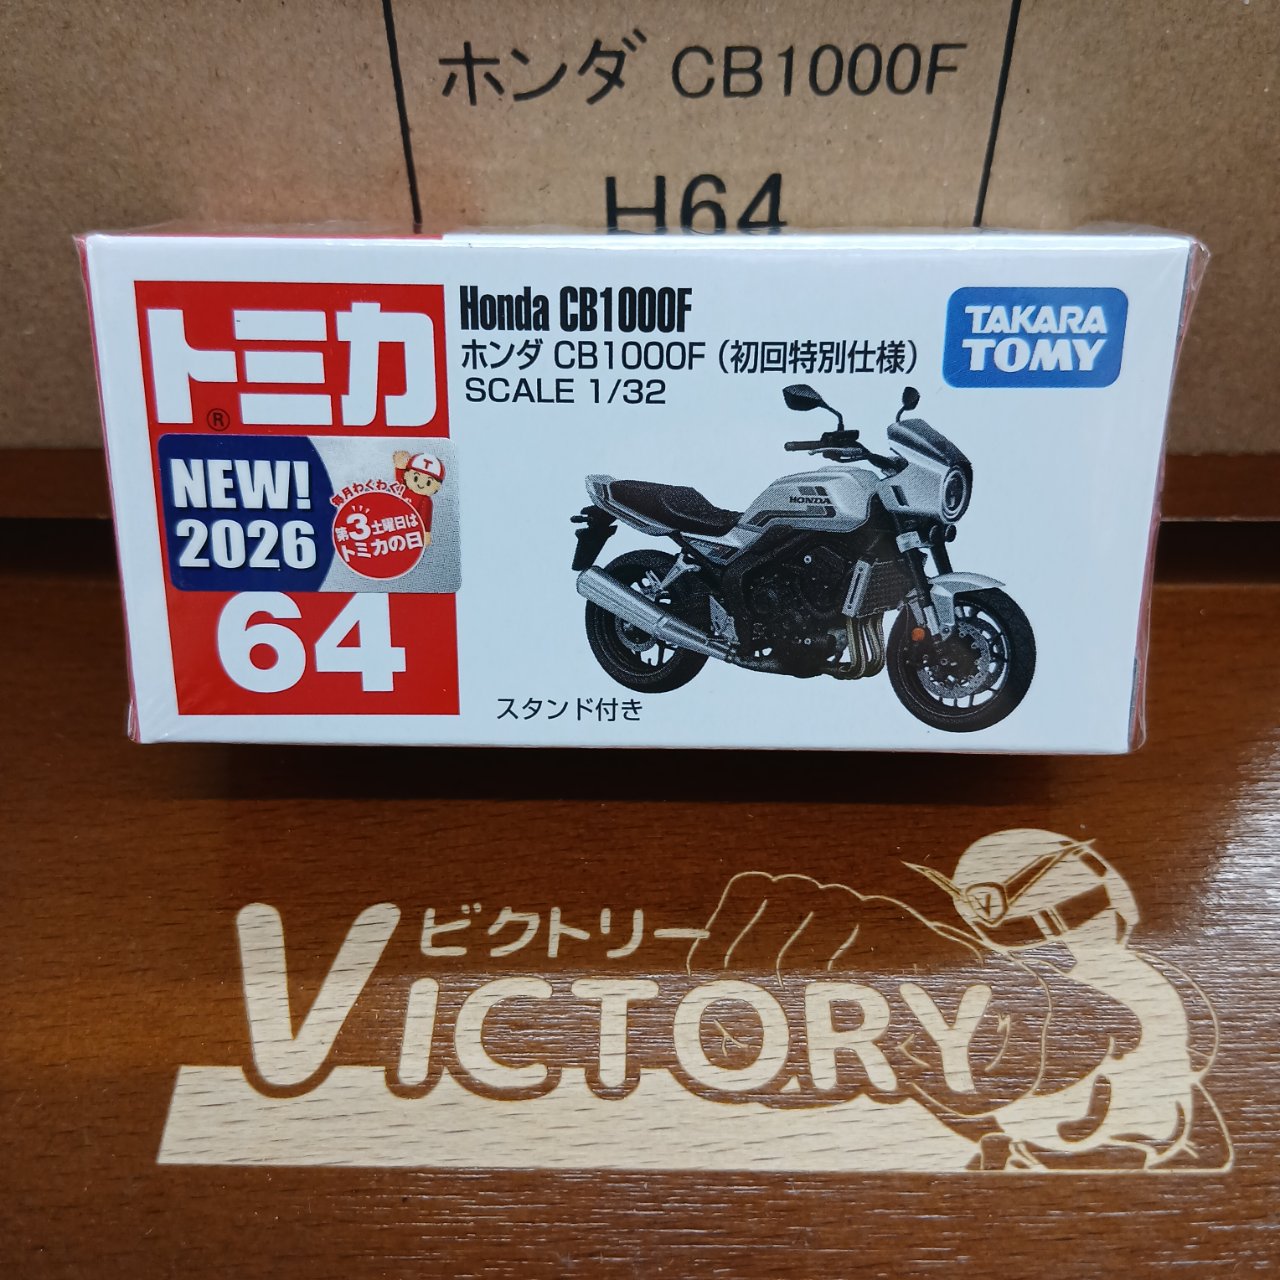 ホンダ CB1000F
H64
トミカ
®
Honda CB1000F
ホンダ CB1000F (初回特別仕様)
SCALE 1/32
TAKARA
TOMY
NEW!
2026
T
毎月わくわく!
第3土曜日は
トミカの日
64
HONDA
スタンド付き
ビクトリー
VICTORY
V